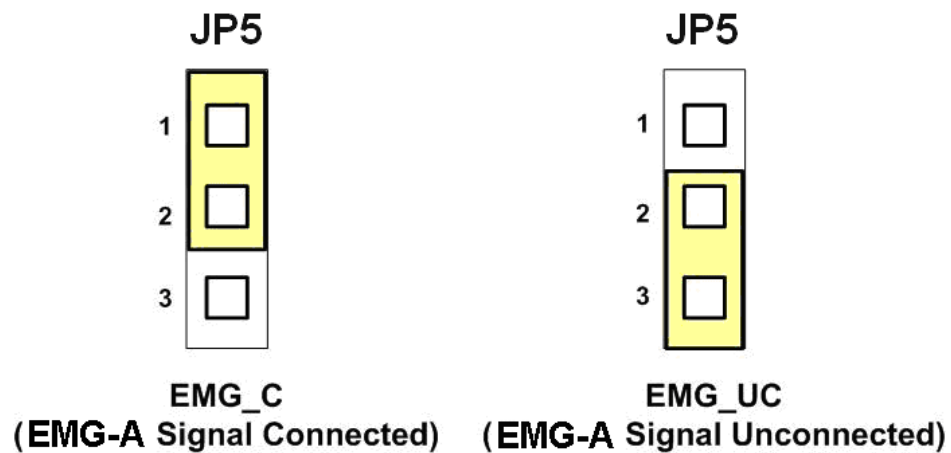 JP5
1
2
3
EMG_C
(EMG-A Signal Connected)
JP5
1
2
3
EMG_UC
(EMG-A Signal Unconnected)